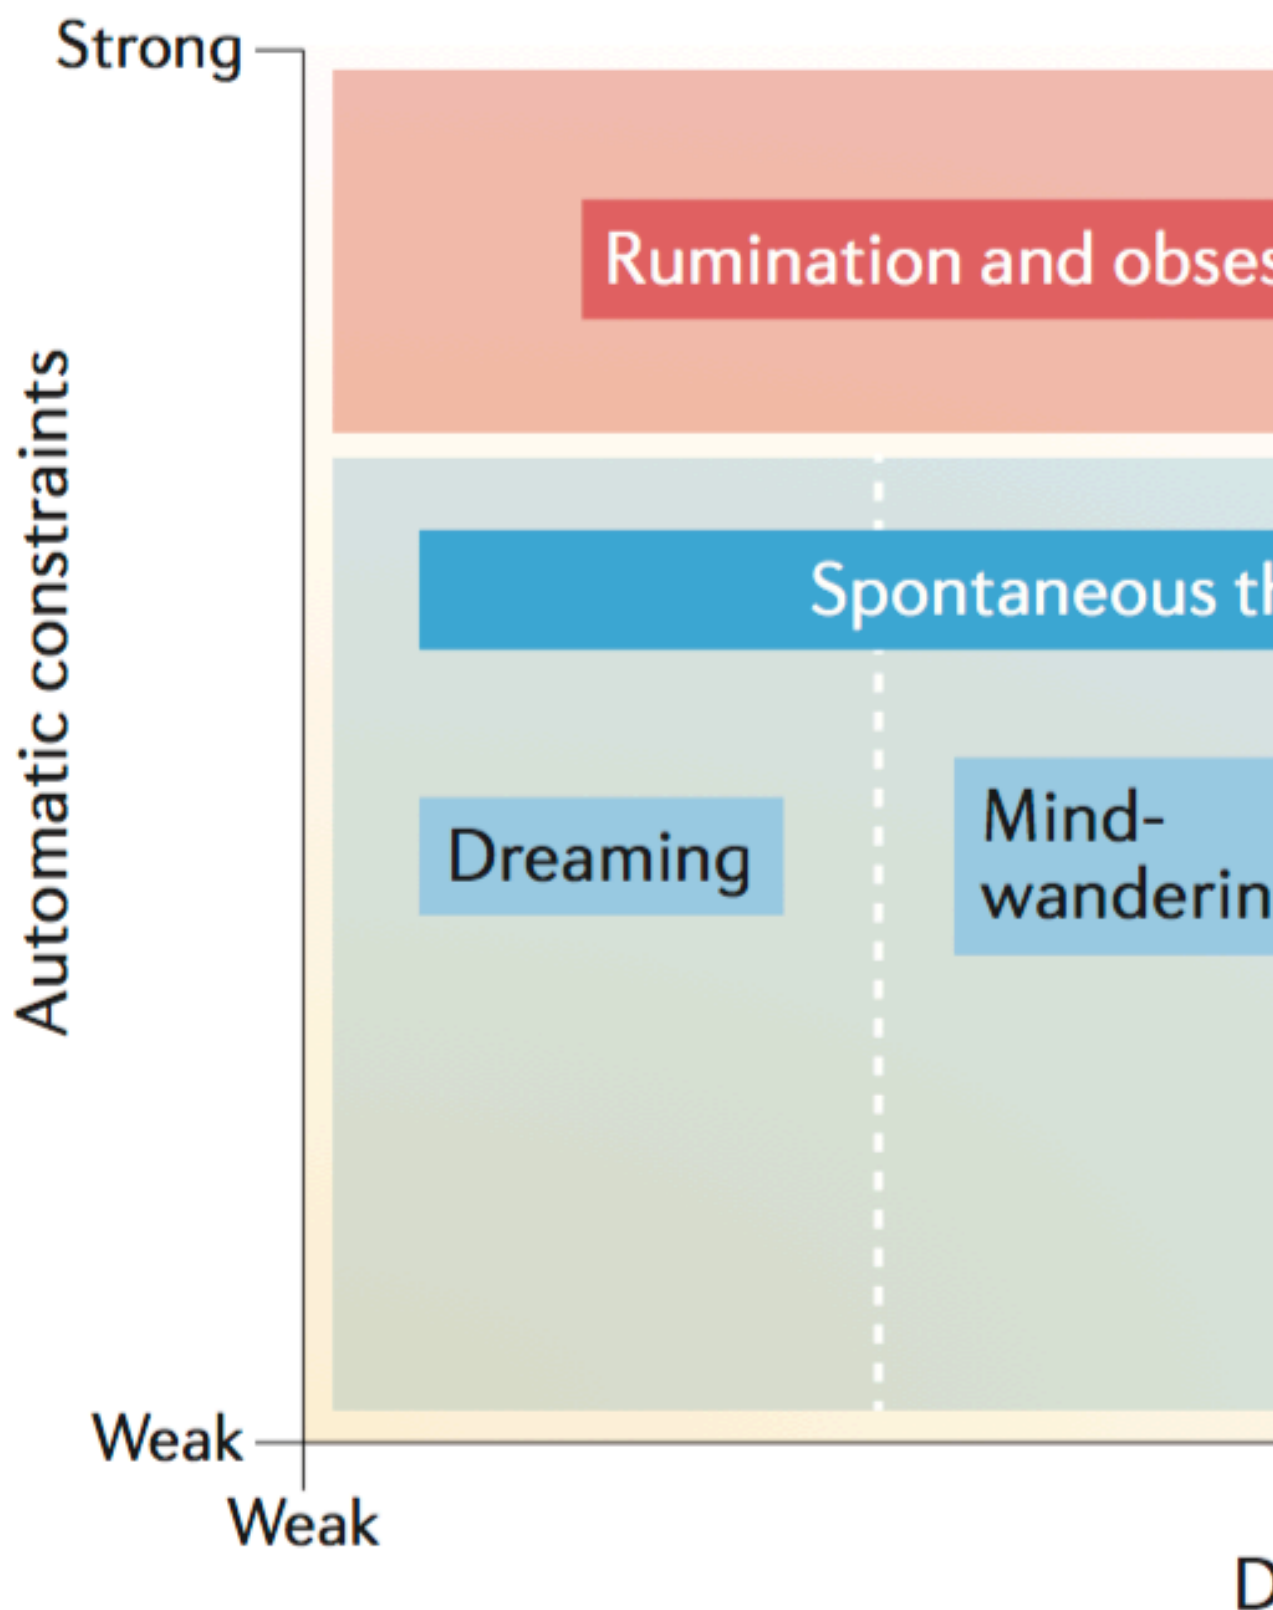 Strong
Rumination and obses
Automatic constraints
Spontaneous th
Dreaming
Mind-
wanderin
Weak
Weak
D